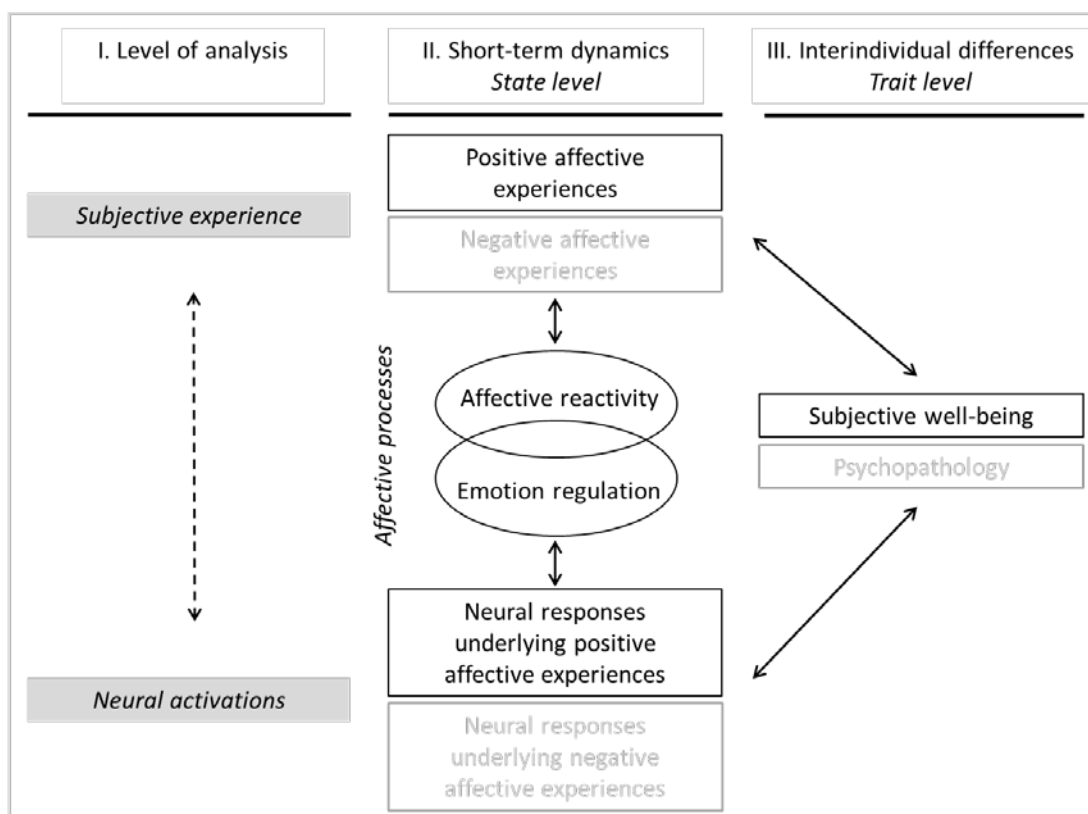 I. Level of analysis
II. Short-term dynamics
State level
III. Interindividual differences
Trait level
Positive affective
experiences
Subjective experience
Negative affective
experiences
Affective processes
Affective reactivity
Emotion regulation
Subjective well-being
Psychopathology
Neural responses
underlying positive
affective experiences
Neural activations
Neural responses
underlying negative
affective experiences